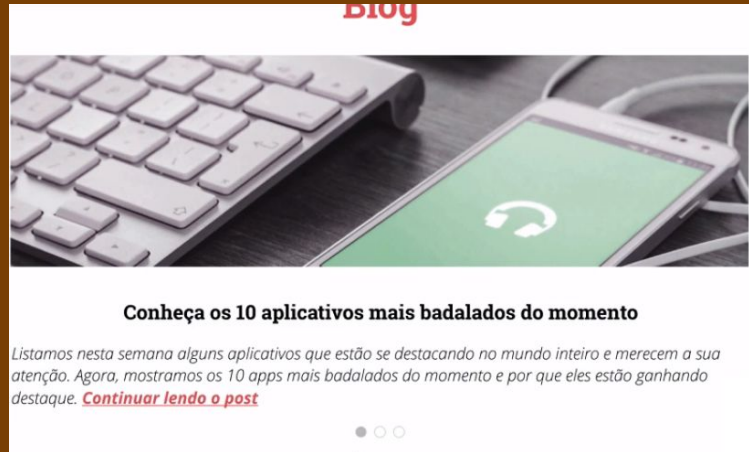 Blog
Conheça os 10 aplicativos mais badalados do momento
Listamos nesta semana alguns aplicativos que estão se destacando no mundo inteiro e merecem a sua
atenção. Agora, mostramos os 10 apps mais badalados do momento e por que eles estão ganhando
destaque. Continuar lendo o post